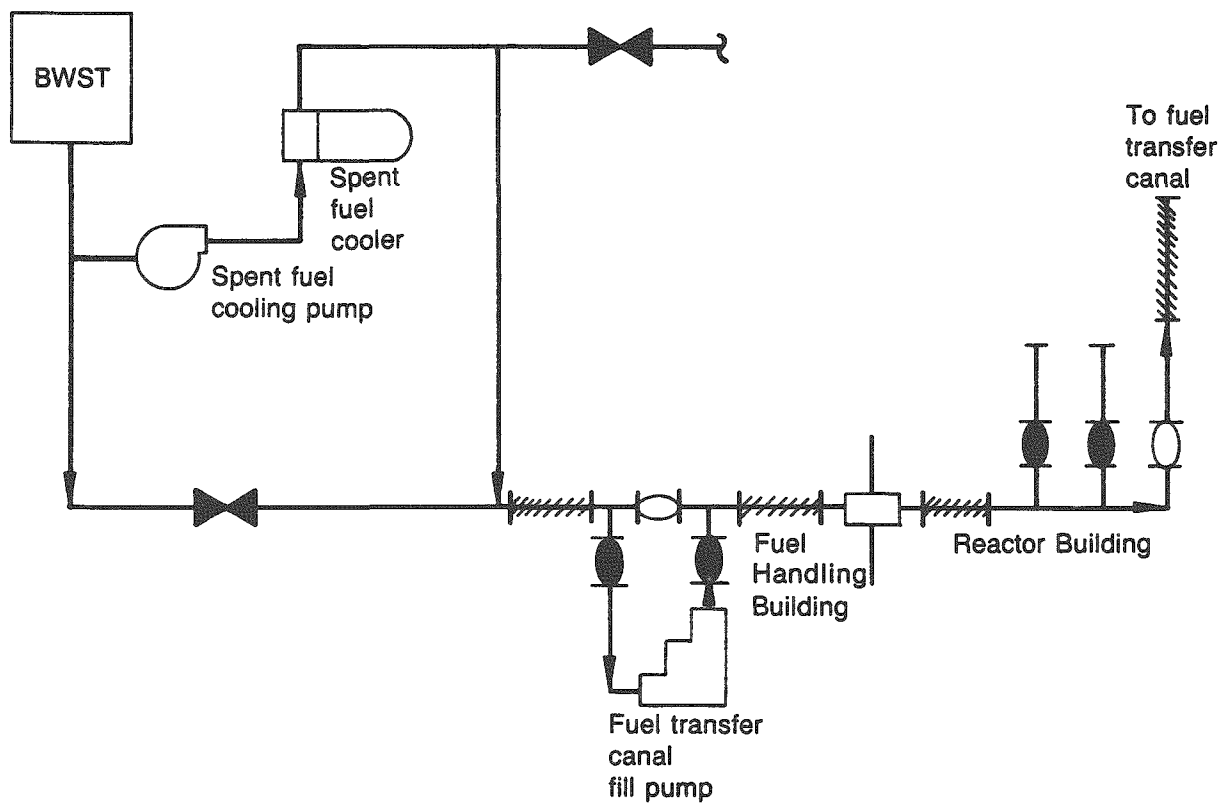 BWST
Spent
fuel
cooler
Spent fuel
cooling pump
To fuel
transfer
canal
Fuel
Handling
Building
Reactor Building
Fuel transfer
canal
fill pump